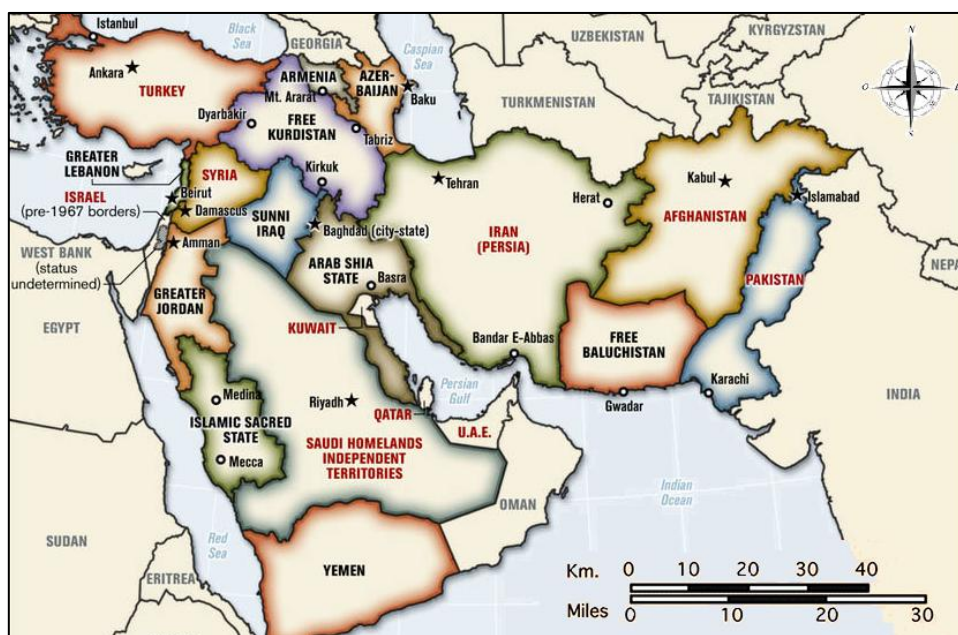 Istanbul
Black
Sea
GEORGIA
Caspian
Sea
UZBEKISTAN
KYRGYZSTAN
Ankara
TURKEY
ARMENIA
Mt. Ararat
AZER-
BAIJAN
Baku
TURKMENISTAN
TAJIKISTAN
Dyarbakir
FREE
KURDISTAN
Tabriz
GREATER
LEBANON
SYRIA
Kirkuk
Tehran
Herat
Kabul
Islamabad
ISRAEL
(pre-1967 borders)
Beirut
Damascus
SUNNI
IRAQ
Baghdad (city-state)
IRAN
(PERSIA)
AFGHANISTAN
WEST BANK
(status
undetermined)
Amman
ARAB SHIA
STATE
Basra
PAKISTAN
NEPA
EGYPT
GREATER
JORDAN
KUWAIT
Bandar E-Abbas
FREE
BALUCHISTAN
Karachi
Medina
Riyadh
Persian
Gulf
Gwadar
INDIA
ISLAMIC SACRED
STATE
QATAR
U.A.E.
Mecca
SAUDI HOMELANDS
INDEPENDENT
TERRITORIES
Indian
Ocean
OMAN
SUDAN
Red
Sea
YEMEN
ERITREA
Km. 0 10 20 30 40
Miles 0 10 20 30